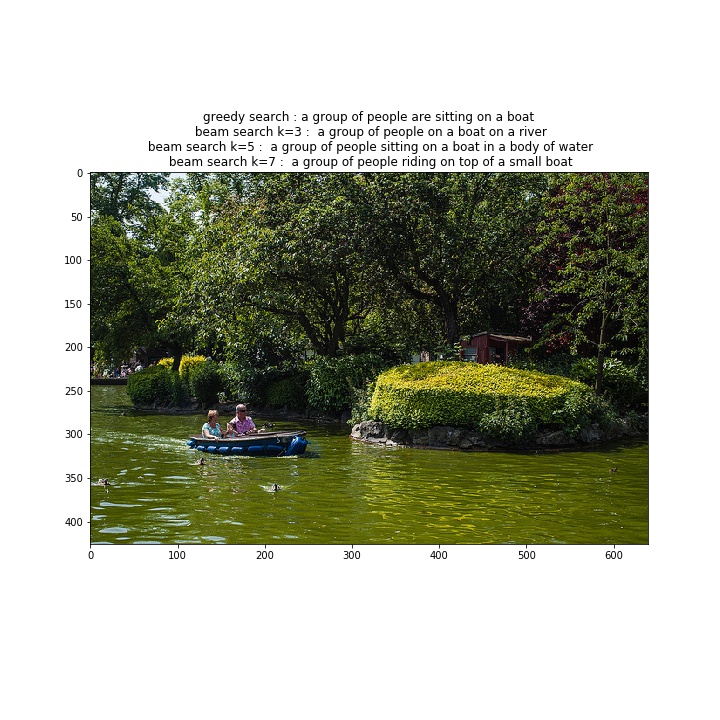 greedy search : a group of people are sitting on a boat
beam search k=3 :  a group of people on a boat on a river
beam search k=5 :  a group of people sitting on a boat in a body of water
beam search k=7 :  a group of people riding on top of a small boat
0
50
100
150
200
250
300
350
400
0 100 200 300 400 500 600